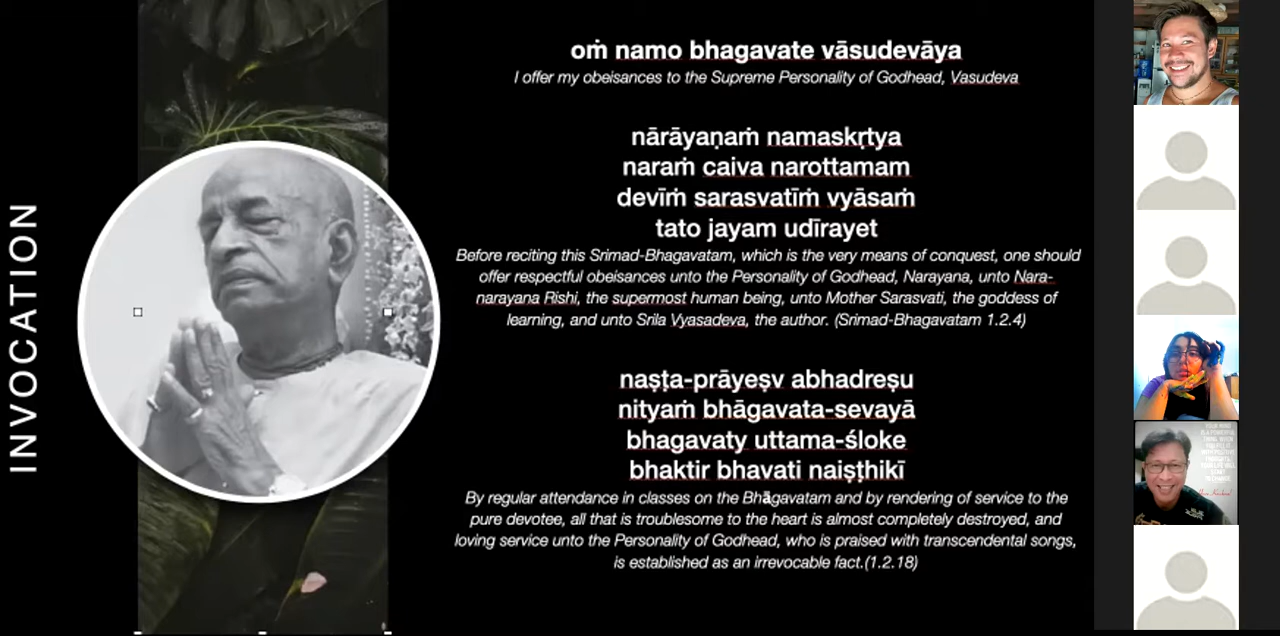 INVOCATION
oṁ namo bhagavate vāsudevāya
I offer my obeisances to the Supreme Personality of Godhead, Vasudeva
nārāyaṇaṁ namaskṛtya
naraṁ caiva narottamam
devīṁ sarasvatīṁ vyāsaṁ
tato jayam udīrayet
Before reciting this Srimad-Bhagavatam, which is the very means of conquest, one should
offer respectful obeisances unto the Personality of Godhead, Narayana, unto Nara-
narayana Rishi, the supermost human being, unto Mother Sarasvati, the goddess of
learning, and unto Srila Vyasadeva, the author. (Srimad-Bhagavatam 1.2.4)
naṣṭa-prāyeṣv abhadreṣu
nityaṁ bhāgavata-sevayā
bhagavaty uttama-śloke
bhaktir bhavati naiṣṭhikī
By regular attendance in classes on the Bhāgavatam and by rendering of service to the
pure devotee, all that is troublesome to the heart is almost completely destroyed, and
loving service unto the Personality of Godhead, who is praised with transcendental songs,
is established as an irrevocable fact.(1.2.18)